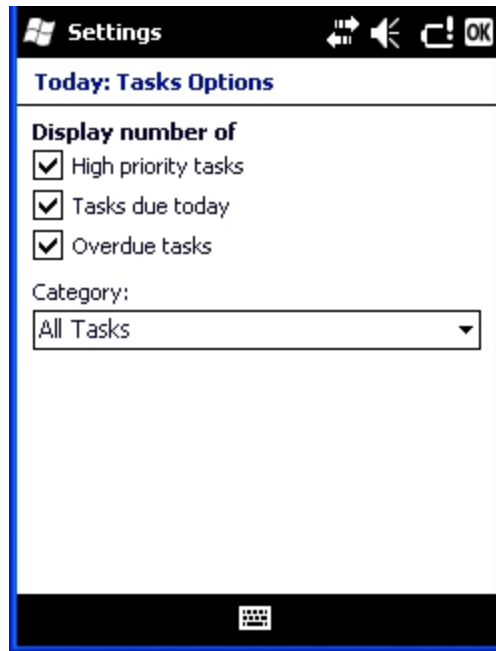 Settings
OK
Today: Tasks Options
Display number of
High priority tasks
Tasks due today
Overdue tasks
Category:
All Tasks